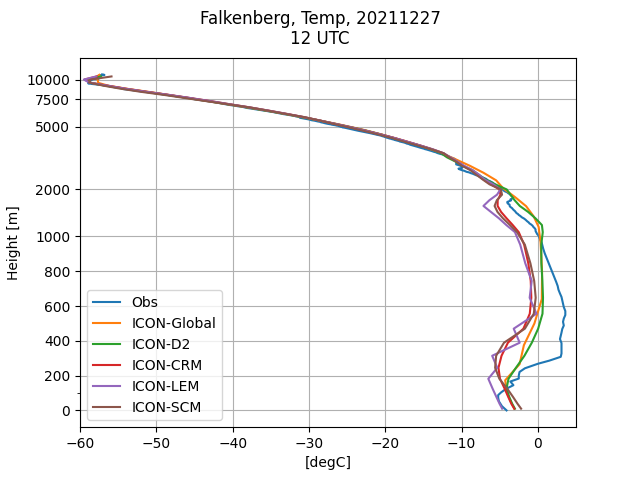 Falkenberg, Temp, 20211227
12 UTC
Height [m]
10000
7500
5000
2000
1000
800
600
400
200
0
Obs
ICON-Global
ICON-D2
ICON-CRM
ICON-LEM
ICON-SCM
−60
−50
−40
−30
−20
−10
0
[degC]